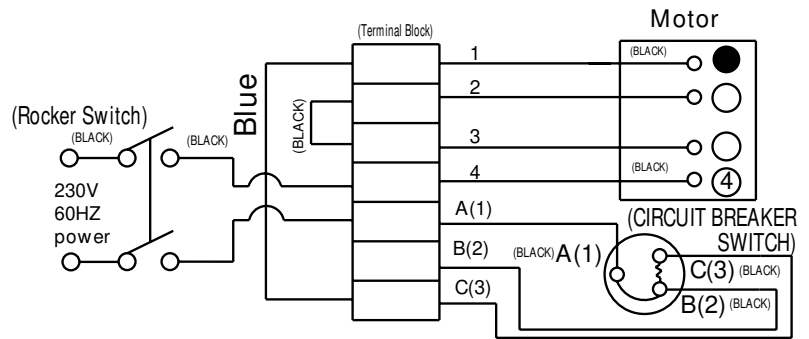 Motor
(Terminal Block)
1
(BLACK)
2
Blue
(BLACK)
(Rocker Switch)
(BLACK)
(BLACK)
3
4
(BLACK)
4
230V
60HZ
power
A(1)
(CIRCUIT BREAKER
SWITCH)
B(2)
(BLACK) A(1)
C(3) (BLACK)
C(3)
B(2) (BLACK)